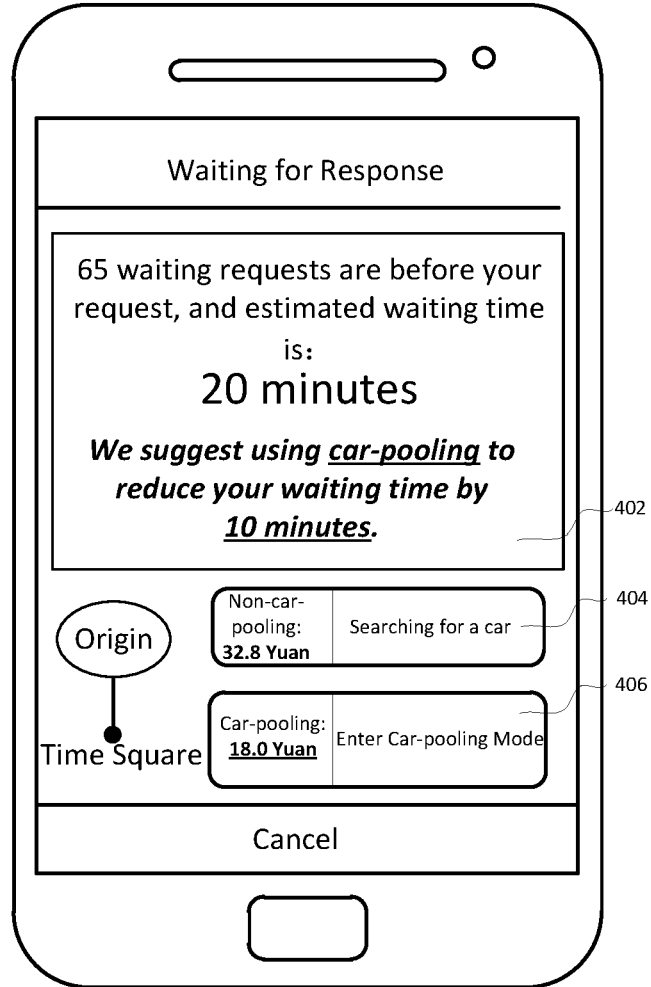 Waiting for Response
65 waiting requests are before your
request, and estimated waiting time
is：
20 minutes
We suggest using car-pooling to
reduce your waiting time by
10 minutes.
402
Non-car-
pooling:
32.8 Yuan
Searching for a car
404
Origin
406
Car-pooling:
18.0 Yuan
Enter Car-pooling Mode
Time Square
Cancel